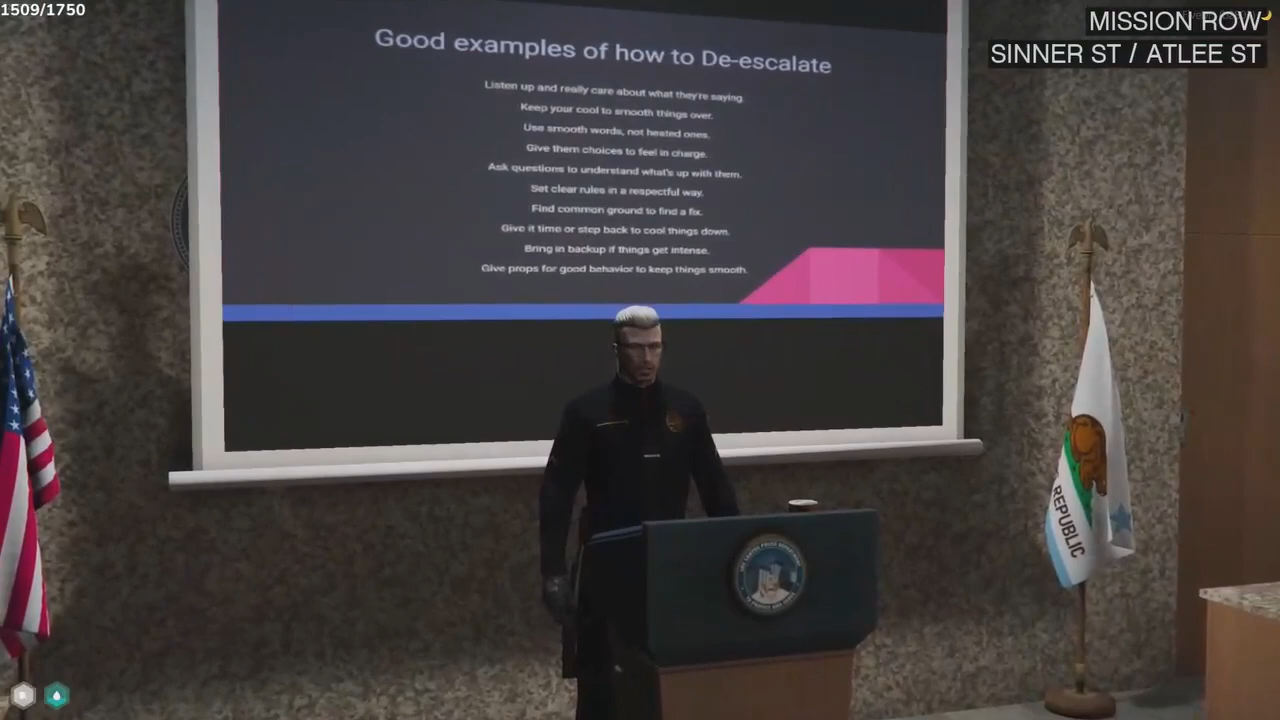 1509/1750
MISSION ROW
SINNER ST / ATLEE ST
Good examples of how to De-escalate
Listen up and really care about what they're saying.
Keep your cool to smooth things over.
Use smooth words, not heated ones.
Give them choices to feel in charge.
Ask questions to understand what's up with them.
Set clear rules in a respectful way.
Find common ground to find a fix.
Give it time or step back to cool things down.
Bring in backup if things get intense.
Give props for good behavior to keep things smooth.
REPUBLIC